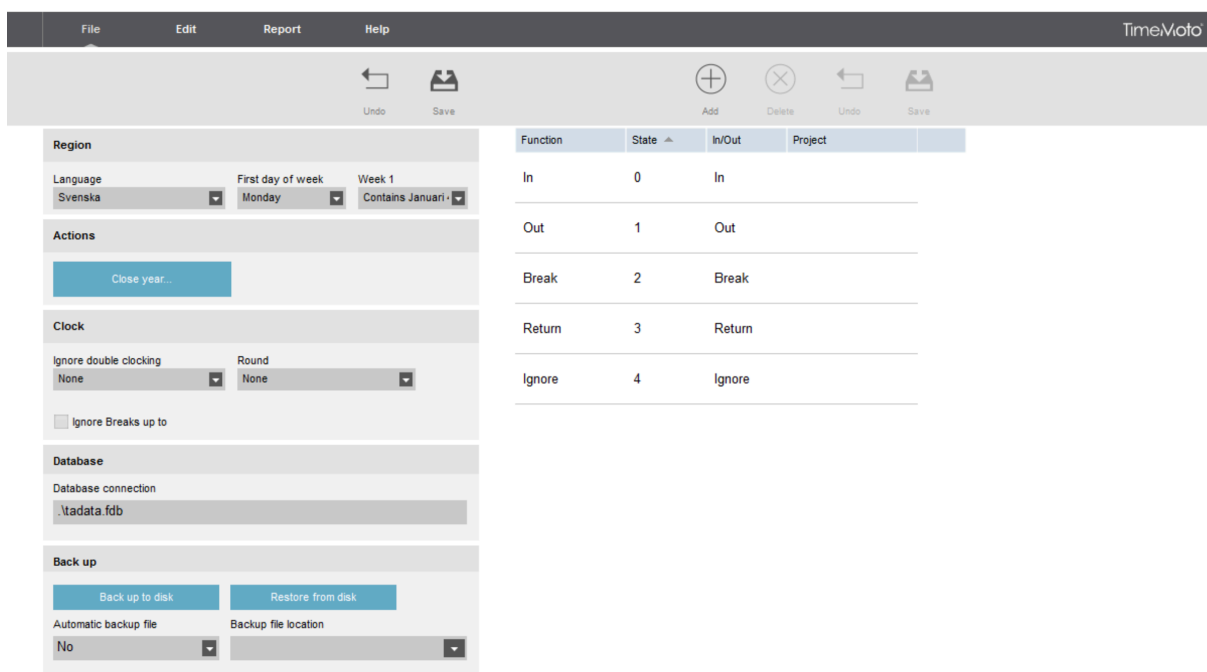 File Edit Report Help TimeMoto
Undo Save Add Delete Undo Save
Region
Language First day of week Week 1
Svenska Monday Contains Januari
Actions
Close year...
Clock
Ignore double clocking Round
None None
Ignore Breaks up to
Database
Database connection
.\tadata.fdb
Back up
Back up to disk Restore from disk
Automatic backup file Backup file location
No
Function State In/Out Project
In 0 In
Out 1 Out
Break 2 Break
Return 3 Return
Ignore 4 Ignore